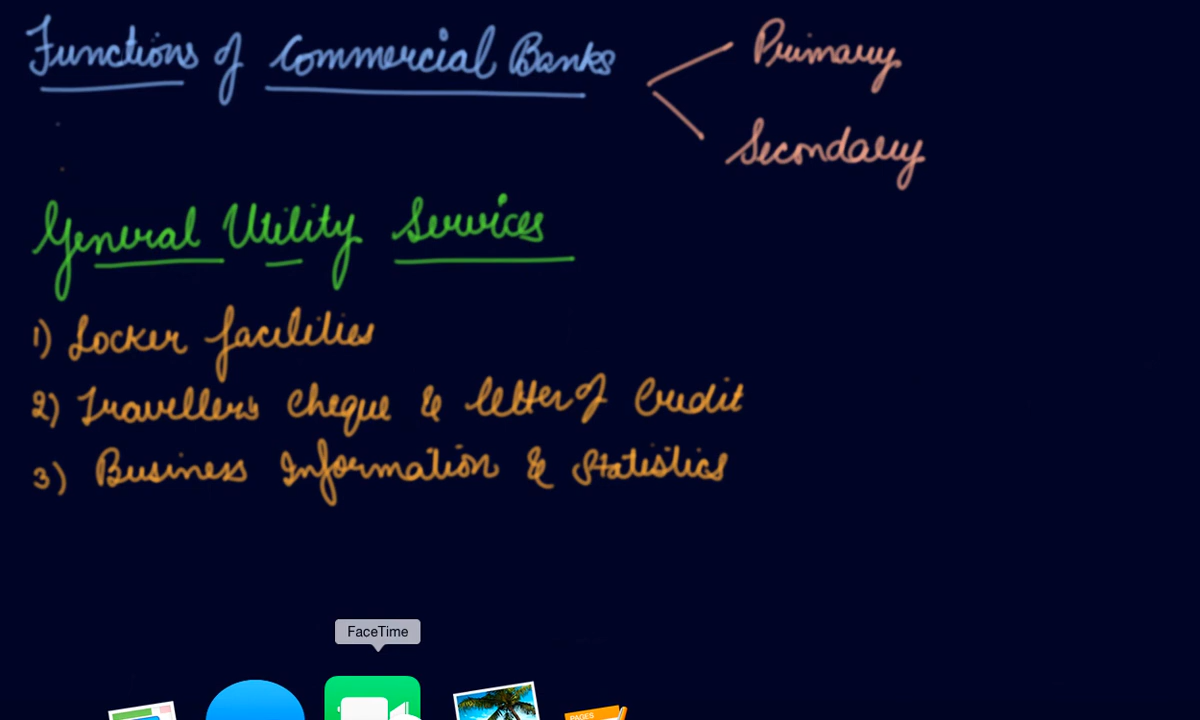 Functions of Commercial Banks
Primary
Secondary
General Utility Services
1) Locker facilities
2) Travellers cheque & letter of Credit
3) Business Information & Statistics
FaceTime
PAGES